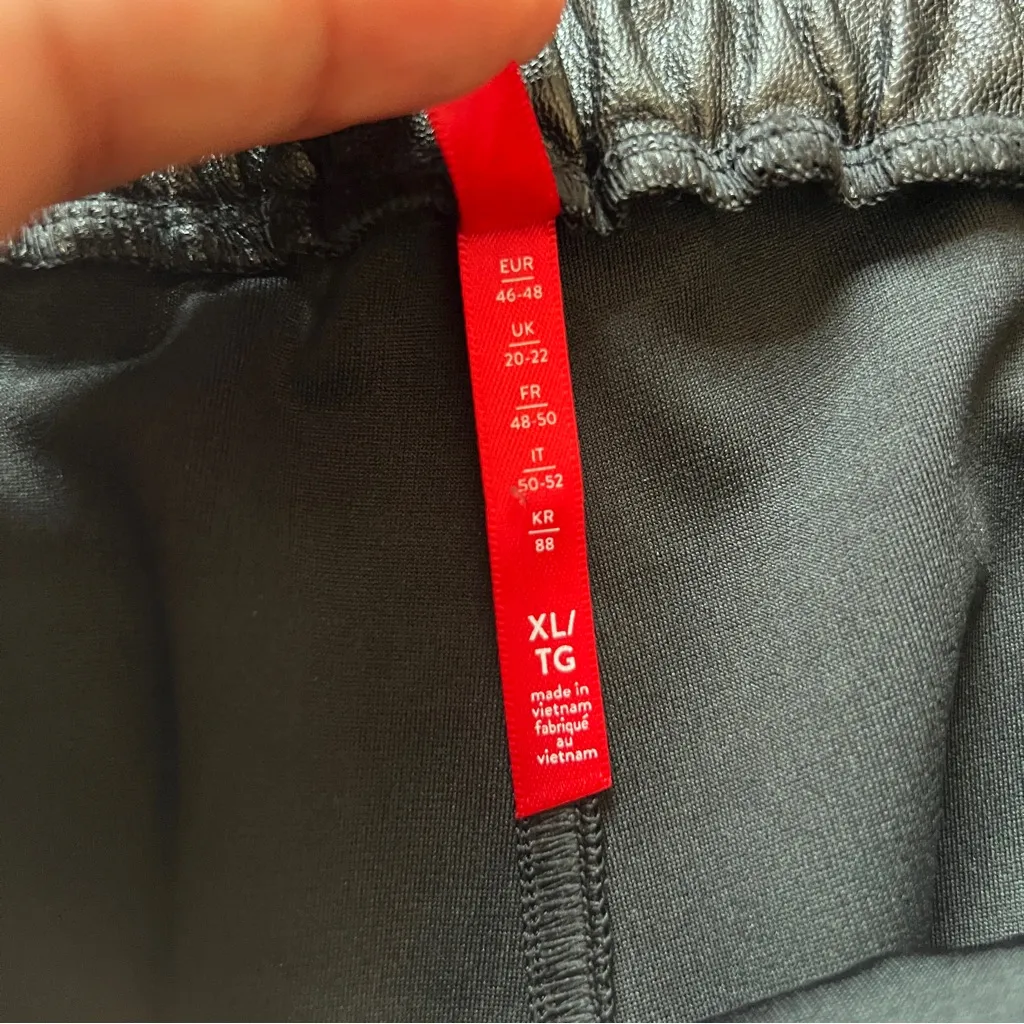 EUR
46-48
UK
20-22
FR
48-50
IT
50-52
KR
88
XL/
TG
made in
vietnam
fabriqué
au
vietnam